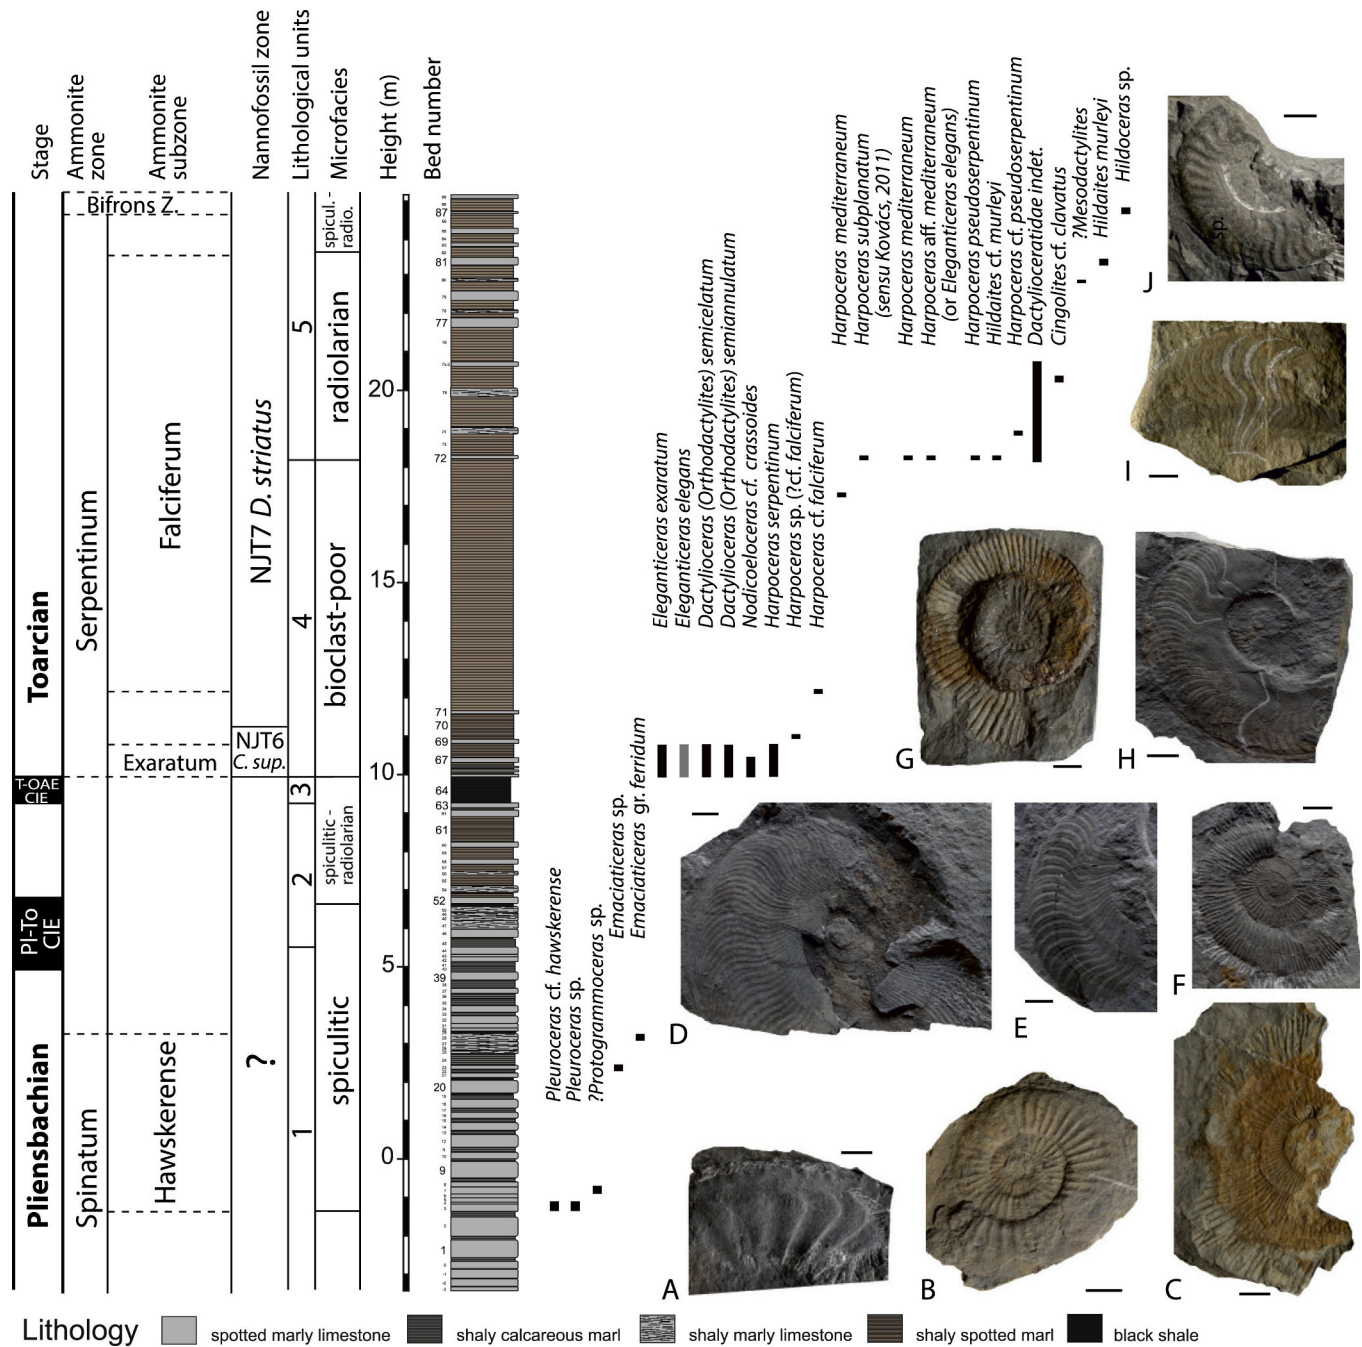 Stage
Ammonite
zone
Ammonite
subzone
Nannofossil zone
Lithological units
Microfacies
Height (m)
Bed number
Toarcian
T-OAE
CIE
Pl-To
CIE
Pliensbachian
Bifrons Z.
Serpentinum
Spinatum
Falciferum
Exaratum
Hawskerense
NJT7 D. striatus
NJT6
C. sup.
?
5
4
3
2
1
spicul.-
radio.
radiolarian
bioclast-poor
spiculitic -
radiolarian
spiculitic
20
15
10
5
0
87
81
77
72
71
70
69
67
64
63
61
52
39
20
9
1
Pleuroceras cf. hawskerense
Pleuroceras sp.
?Protogrammoceras sp.
Emaciaticeras sp.
Emaciaticeras gr. ferridum
Eleganticeras exaratum
Eleganticeras elegans
Dactylioceras (Orthodactylites) semicelatum
Dactylioceras (Orthodactylites) semiannulatum
Nodicoeloceras cf. crassoides
Harpoceras serpentinum
Harpoceras sp. (?cf. falciferum)
Harpoceras cf. falciferum
Harpoceras mediterraneum
Harpoceras subplanatum
(sensu Kovács, 2011)
Harpoceras mediterraneum
Harpoceras aff. mediterraneum
(or Eleganticeras elegans)
Harpoceras pseudoserpentinum
Hildaites cf. murleyi
Harpoceras cf. pseudoserpentinum
Dactylioceratidae indet.
Cingolites cf. clavatus
?Mesodactylites
sp.
Hildaites murleyi
Hildoceras sp.
J
I
G
H
D
E
F
A
B
C
Lithology
spotted marly limestone
shaly calcareous marl
shaly marly limestone
shaly spotted marl
black shale